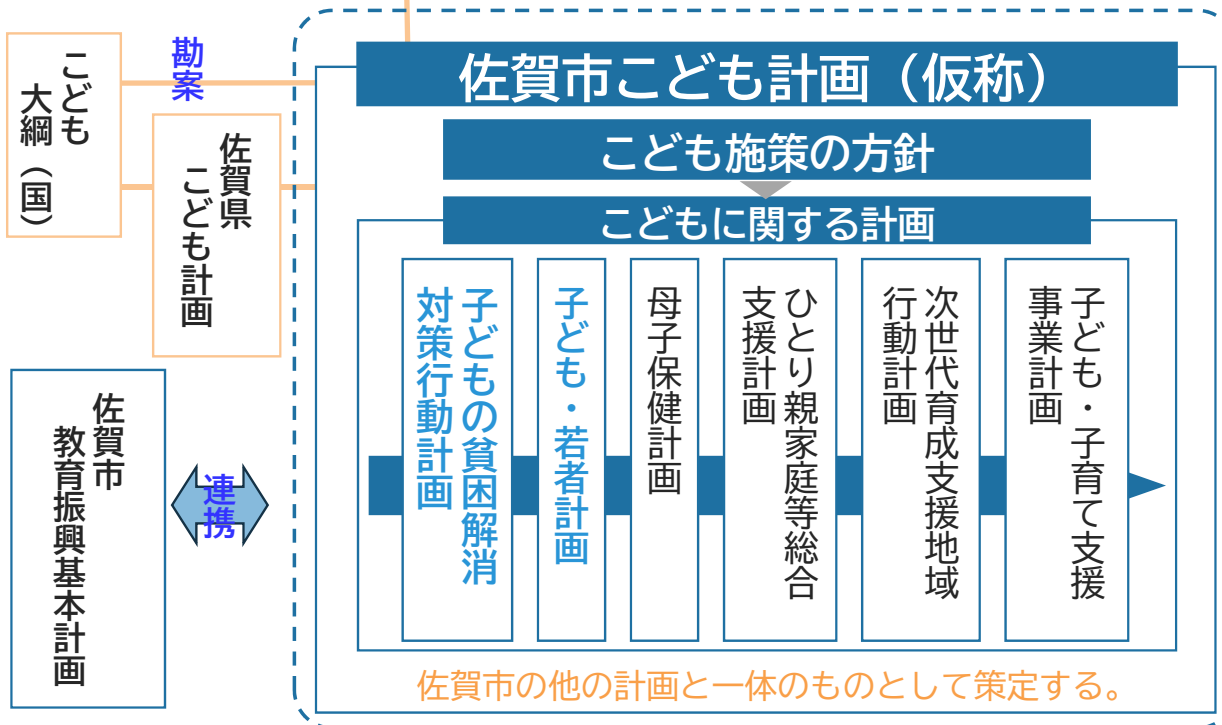 こども
大綱（国）
勘案
佐賀県
こども計画
佐賀市
教育振興基本計画
連携
佐賀市こども計画（仮称）
こども施策の方針
こどもに関する計画
子どもの貧困解消
対策行動計画
子ども・若者計画
母子保健計画
ひとり親家庭等総合
支援計画
次世代育成支援地域
行動計画
子ども・子育て支援
事業計画
佐賀市の他の計画と一体のものとして策定する。